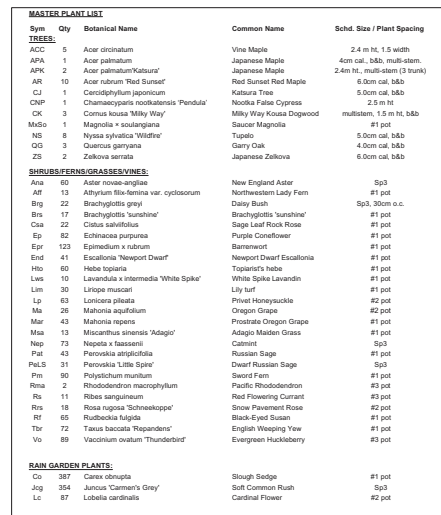 MASTER PLANT LIST
Sym Qty Botanical Name Common Name Schd. Size / Plant Spacing
TREES:
ACC 5 Acer circinatum Vine Maple 2.4 m ht, 1.5 width
APA 1 Acer palmatum Japanese Maple 4cm cal., b&b, multi-stem.
APK 2 Acer palmatum'Katsura' Japanese Maple 2.4m ht., multi-stem (3 trunk)
AR 10 Acer rubrum 'Red Sunset' Red Sunset Red Maple 6.0cm cal, b&b
CJ 1 Cercidiphyllum japonicum Katsura Tree 5.0cm cal, b&b
CNP 1 Chamaecyparis nootkatensis 'Pendula' Nootka False Cypress 2.5 m ht
CK 3 Cornus kousa 'Milky Way' Milky Way Kousa Dogwood multistem, 1.5 m ht, b&b
MxSo 1 Magnolia × soulangiana Saucer Magnolia #1 pot
NS 8 Nyssa sylvatica 'Wildfire' Tupelo 5.0cm cal, b&b
QG 3 Quercus garryana Garry Oak 4.0cm cal, b&b
ZS 2 Zelkova serrata Japanese Zelkova 6.0cm cal, b&b
SHRUBS/FERNS/GRASSES/VINES:
Ana 60 Aster novae-angliae New England Aster Sp3
Aff 13 Athyrium filix-femina var. cyclosorum Northwestern Lady Fern #1 pot
Brg 22 Brachyglottis greyi Daisy Bush Sp3, 30cm o.c.
Brs 17 Brachyglottis 'sunshine' Brachyglottis 'sunshine' #1 pot
Csa 22 Cistus salviifolius Sage Leaf Rock Rose #1 pot
Ep 82 Echinacea purpurea Purple Coneflower #1 pot
Epr 123 Epimedium x rubrum Barrenwort #1 pot
End 41 Escallonia 'Newport Dwarf' Newport Dwarf Escallonia #1 pot
Hto 60 Hebe topiaria Topiarist's hebe #1 pot
Lws 10 Lavandula x intermedia 'White Spike' White Spike Lavandin #1 pot
Lim 30 Liriope muscari Lily turf #1 pot
Lp 63 Lonicera pileata Privet Honeysuckle #2 pot
Ma 26 Mahonia aquifolium Oregon Grape #2 pot
Mar 43 Mahonia repens Prostrate Oregon Grape #1 pot
Msa 13 Miscanthus sinensis 'Adagio' Adagio Maiden Grass #1 pot
Nep 73 Nepeta x faassenii Catmint Sp3
Pat 43 Perovskia atriplicifolia Russian Sage #1 pot
PeLS 31 Perovskia 'Little Spire' Dwarf Russian Sage Sp3
Pm 90 Polystichum munitum Sword Fern #1 pot
Rma 2 Rhododendron macrophyllum Pacific Rhododendron #3 pot
Rs 11 Ribes sanguineum Red Flowering Currant #3 pot
Rrs 18 Rosa rugosa 'Schneekoppe' Snow Pavement Rose #2 pot
Rf 65 Rudbeckia fulgida Black-Eyed Susan #1 pot
Tbr 72 Taxus baccata 'Repandens' English Weeping Yew #1 pot
Vo 89 Vaccinium ovatum 'Thunderbird' Evergreen Huckleberry #3 pot
RAIN GARDEN PLANTS:
Co 387 Carex obnupta Slough Sedge #1 pot
Jcg 354 Juncus 'Carmen's Grey' Soft Common Rush Sp3
Lc 87 Lobelia cardinalis Cardinal Flower #2 pot